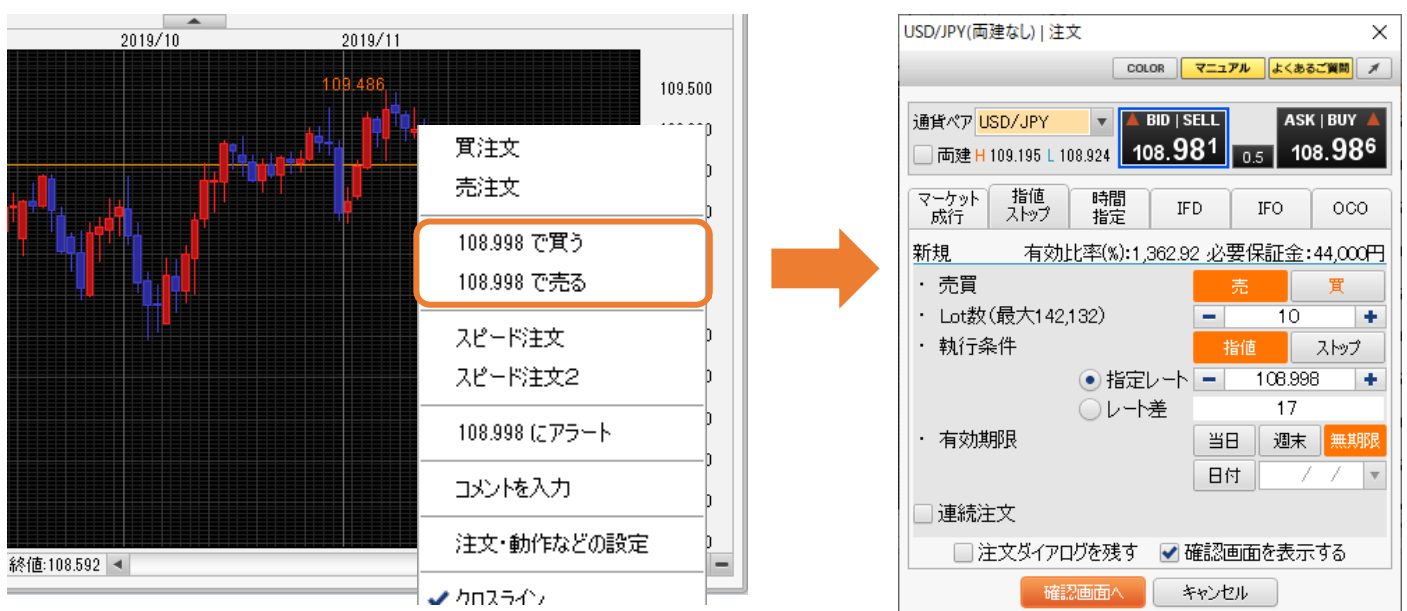 2019/10 2019/11
109.486
109.500
買注文
売注文
108.998 で買う
108.998 で売る
スピード注文
スピード注文2
108.998 にアラート
コメントを入力
注文・動作などの設定
クロスライン
終値:108.592
USD/JPY(両建なし) | 注文
COLOR マニュアル よくあるご質問
通貨ペア USD/JPY
BID | SELL ASK | BUY
両建 H 109.195 L 108.924 108.981 0.5 108.986
マーケット成行 指値ストップ 時間指定 IFD IFO OCO
新規 有効比率(%):1,362.92 必要保証金:44,000円
・ 売買 売 買
・ Lot数(最大142,132) − 10 +
・ 執行条件 指値 ストップ
指定レート − 108.998 +
レート差 17
・ 有効期限 当日 週末 無期限
日付 / /
連続注文
注文ダイアログを残す 確認画面を表示する
確認画面へ キャンセル